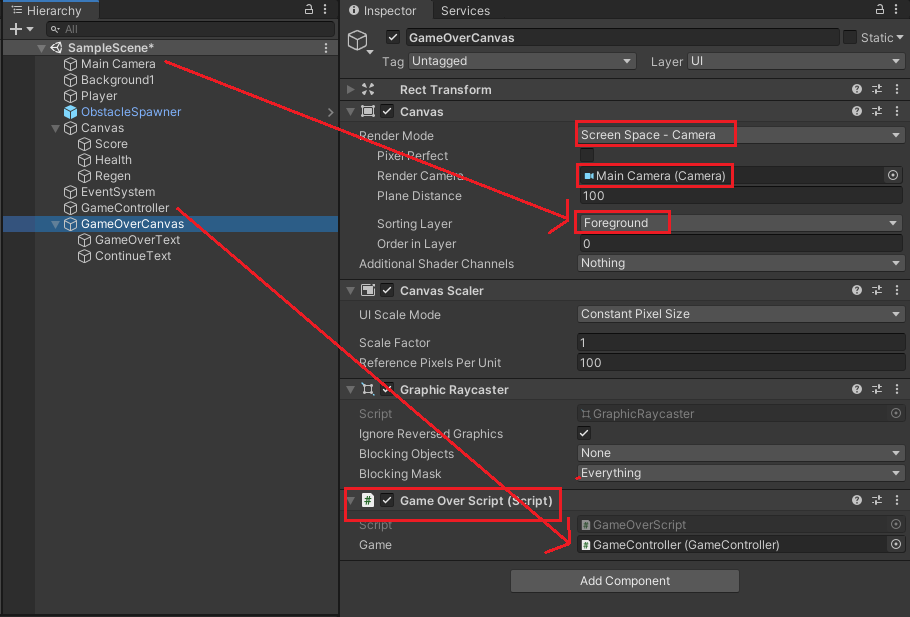 Hierarchy
All
SampleScene*
Main Camera
Background1
Player
ObstacleSpawner
Canvas
Score
Health
Regen
EventSystem
GameController
GameOverCanvas
GameOverText
ContinueText
Inspector Services
GameOverCanvas Static
Tag Untagged Layer UI
Rect Transform
Canvas
Render Mode Screen Space - Camera
Pixel Perfect
Render Camera Main Camera (Camera)
Plane Distance 100
Sorting Layer Foreground
Order in Layer 0
Additional Shader Channels Nothing
Canvas Scaler
UI Scale Mode Constant Pixel Size
Scale Factor 1
Reference Pixels Per Unit 100
Graphic Raycaster
Script GraphicRaycaster
Ignore Reversed Graphics
Blocking Objects None
Blocking Mask Everything
# Game Over Script (Script)
Script # GameOverScript
Game # GameController (GameController)
Add Component